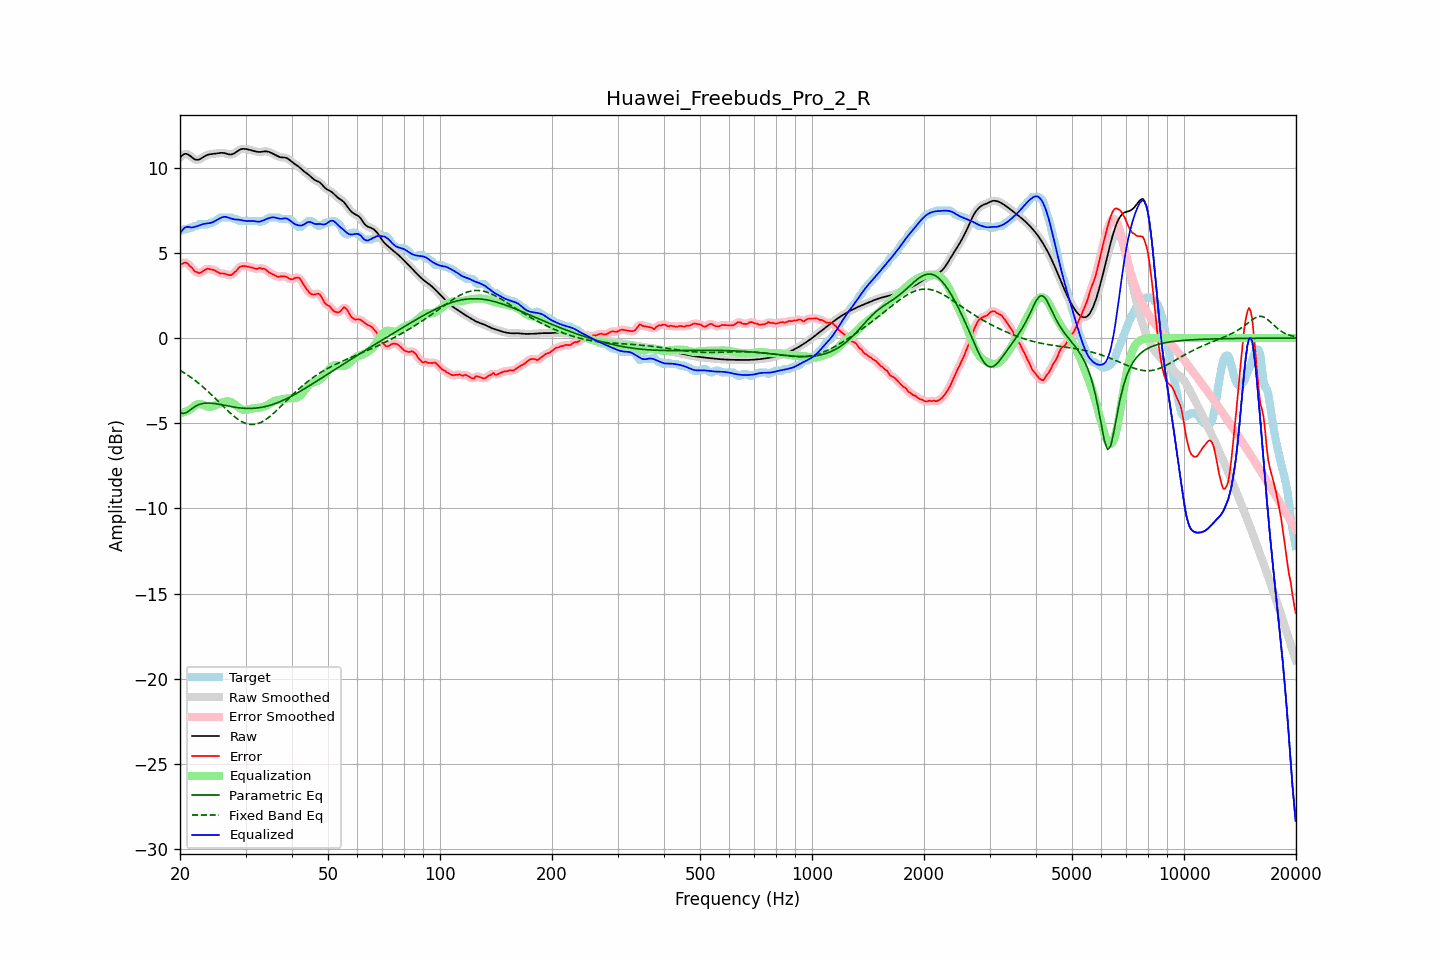 Huawei_Freebuds_Pro_2_R
Amplitude (dBr)
10
5
0
−5
−10
−15
−20
−25
−30
Target
Raw Smoothed
Error Smoothed
Raw
Error
Equalization
Parametric Eq
Fixed Band Eq
Equalized
20 50 100 200 500 1000 2000 5000 10000 20000
Frequency (Hz)